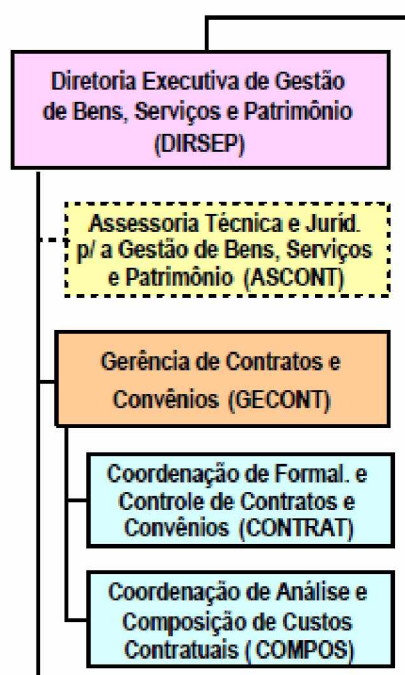 Diretoria Executiva de Gestão
de Bens, Serviços e Patrimônio
(DIRSEP)
Assessoria Técnica e Juríd.
p/ a Gestão de Bens, Serviços
e Patrimônio (ASCONT)
Gerência de Contratos e
Convênios (GECONT)
Coordenação de Formal. e
Controle de Contratos e
Convênios (CONTRAT)
Coordenação de Análise e
Composição de Custos
Contratuais ( COMPOS)